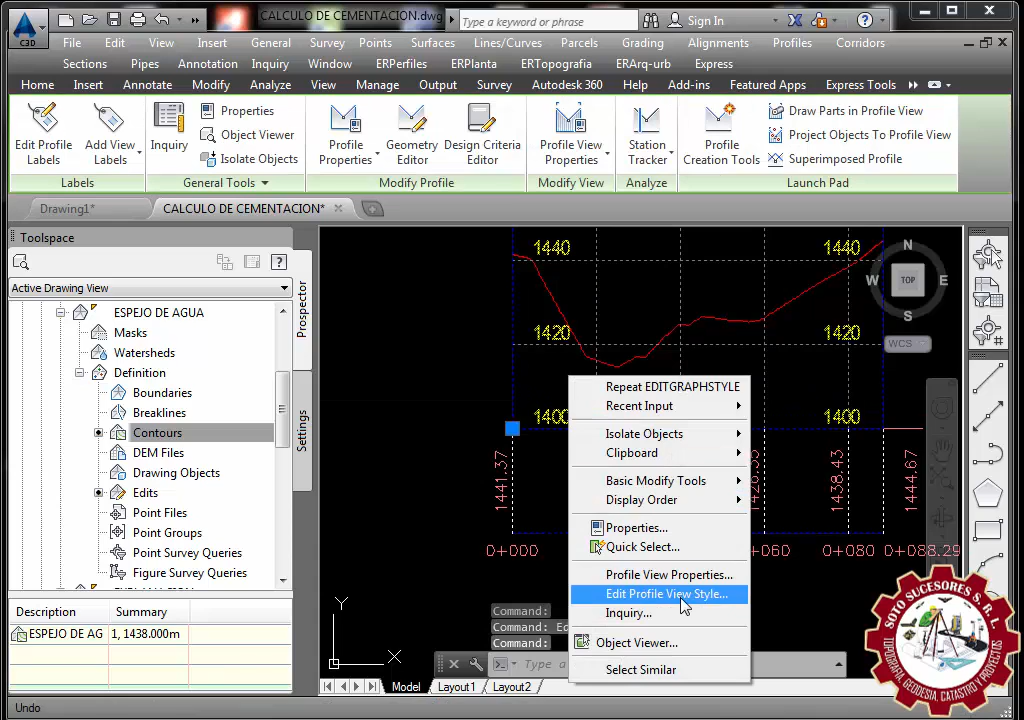 C3D
CALCULO DE CEMENTACION.dwg
Type a keyword or phrase
Sign In
File Edit View Insert General Survey Points Surfaces Lines/Curves Parcels Grading Alignments Profiles Corridors
Sections Pipes Annotation Inquiry Window ERPerfiles ERPlanta ERTopografia ERArq-urb Express
Home Insert Annotate Modify Analyze View Manage Output Survey Autodesk 360 Help Add-ins Featured Apps Express Tools
Edit Profile Labels
Add View Labels
Inquiry
Properties
Object Viewer
Isolate Objects
Profile Properties
Geometry Editor
Design Criteria Editor
Profile View Properties
Station Tracker
Profile Creation Tools
Draw Parts in Profile View
Project Objects To Profile View
Superimposed Profile
Labels General Tools Modify Profile Modify View Analyze Launch Pad
Drawing1* CALCULO DE CEMENTACION*
Toolspace
Active Drawing View
Prospector
Settings
ESPEJO DE AGUA
Masks
Watersheds
Definition
Boundaries
Breaklines
Contours
DEM Files
Drawing Objects
Edits
Point Files
Point Groups
Point Survey Queries
Figure Survey Queries
Description Summary
ESPEJO DE AG 1, 1438.000m
1440 1440
1420 1420
1400 1400
1441.37
1438.43
1444.67
0+000
+060
0+080
0+088.29
N
W
TOP
E
S
WCS
Repeat EDITGRAPHSTYLE
Recent Input
Isolate Objects
Clipboard
Basic Modify Tools
Display Order
Properties...
Quick Select...
Profile View Properties...
Edit Profile View Style...
Inquiry...
Object Viewer...
Select Similar
Y
X
Command:
Command: Ed
Command:
Type a
Model Layout1 Layout2
Undo
SOTO SUCESORES S.R.L
TOPOGRAFIA, GEODESIA, CATASTRO Y PROYECTOS